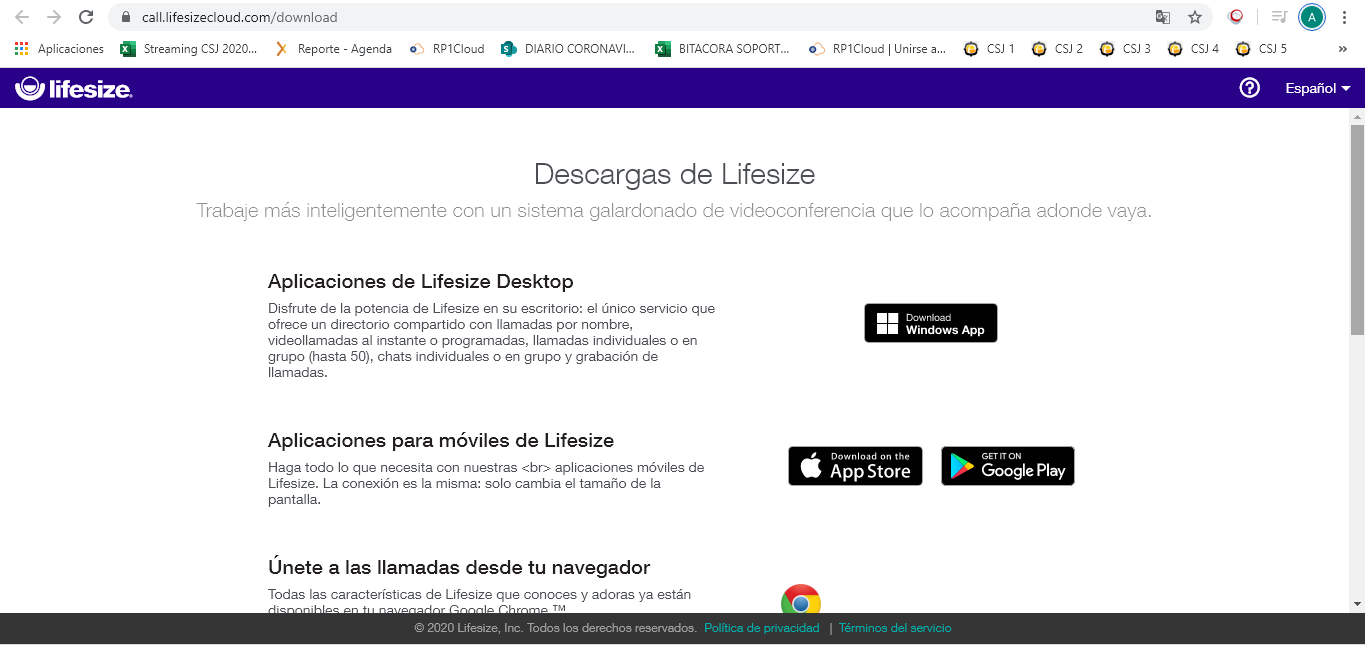 call.lifesizecloud.com/download
A
Aplicaciones Streaming CSJ 2020... Reporte - Agenda RP1Cloud DIARIO CORONAVI... BITACORA SOPORT... RP1Cloud | Unirse a... CSJ 1 CSJ 2 CSJ 3 CSJ 4 CSJ 5 »
lifesize. ? Español
Descargas de Lifesize
Trabaje más inteligentemente con un sistema galardonado de videoconferencia que lo acompaña adonde vaya.
Aplicaciones de Lifesize Desktop
Disfrute de la potencia de Lifesize en su escritorio: el único servicio que
ofrece un directorio compartido con llamadas por nombre,
videollamadas al instante o programadas, llamadas individuales o en
grupo (hasta 50), chats individuales o en grupo y grabación de
llamadas.
Download
Windows App
Aplicaciones para móviles de Lifesize
Haga todo lo que necesita con nuestras <br> aplicaciones móviles de
Lifesize. La conexión es la misma: solo cambia el tamaño de la
pantalla.
Download on the
App Store
GET IT ON
Google Play
Únete a las llamadas desde tu navegador
Todas las características de Lifesize que conoces y adoras ya están
disponibles en tu navegador Google Chrome ™
© 2020 Lifesize, Inc. Todos los derechos reservados. Política de privacidad | Términos del servicio